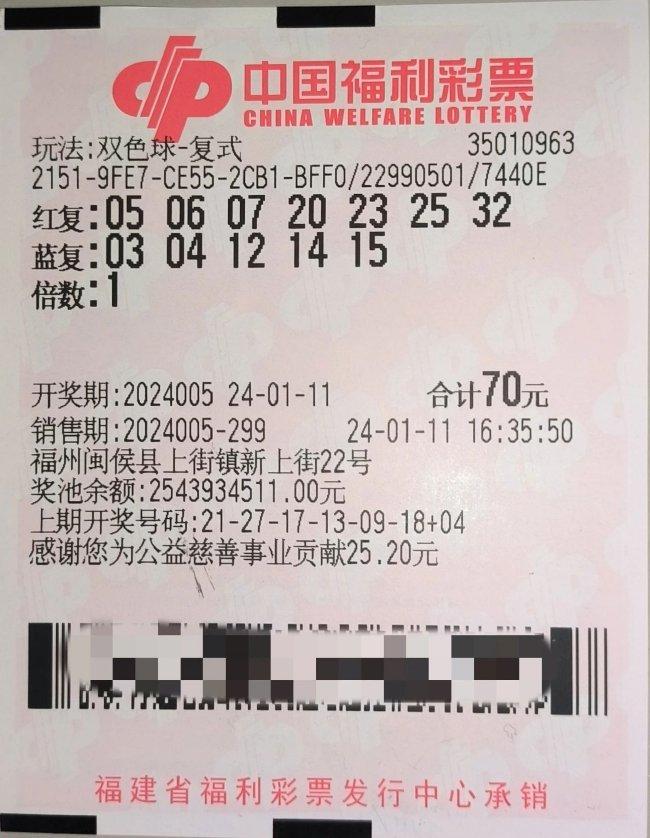 中国福利彩票
CHINA WELFARE LOTTERY
玩法:双色球-复式 35010963
2151-9FE7-CE55-2CB1-BFF0/22990501/7440E
红复:05 06 07 20 23 25 32
蓝复:03 04 12 14 15
倍数:1
开奖期:2024005 24-01-11 合计70元
销售期:2024005-299 24-01-11 16:35:50
福州闽侯县上街镇新上街22号
奖池余额:2543934511.00元
上期开奖号码:21-27-17-13-09-18+04
感谢您为公益慈善事业贡献25.20元
福建省福利彩票发行中心承销